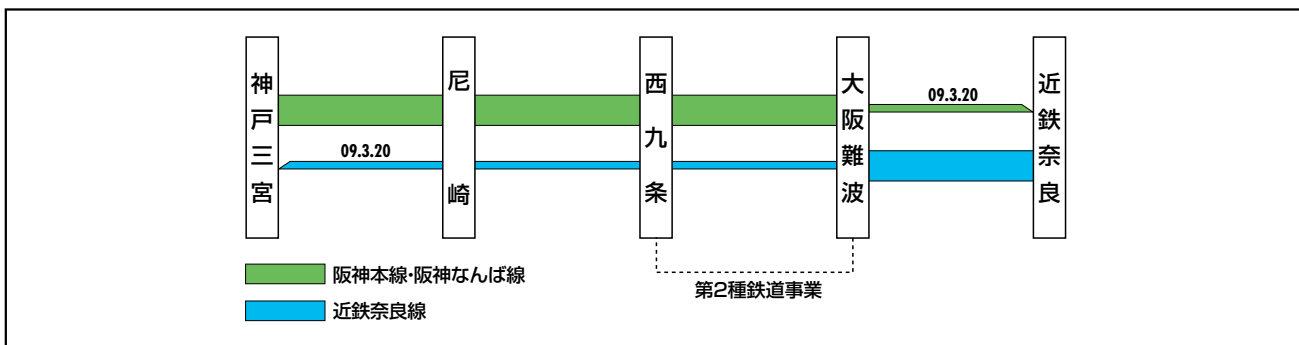 神戸三宮
尼崎
西九条
大阪難波
近鉄奈良
09.3.20
09.3.20
阪神本線・阪神なんば線
近鉄奈良線
第2種鉄道事業